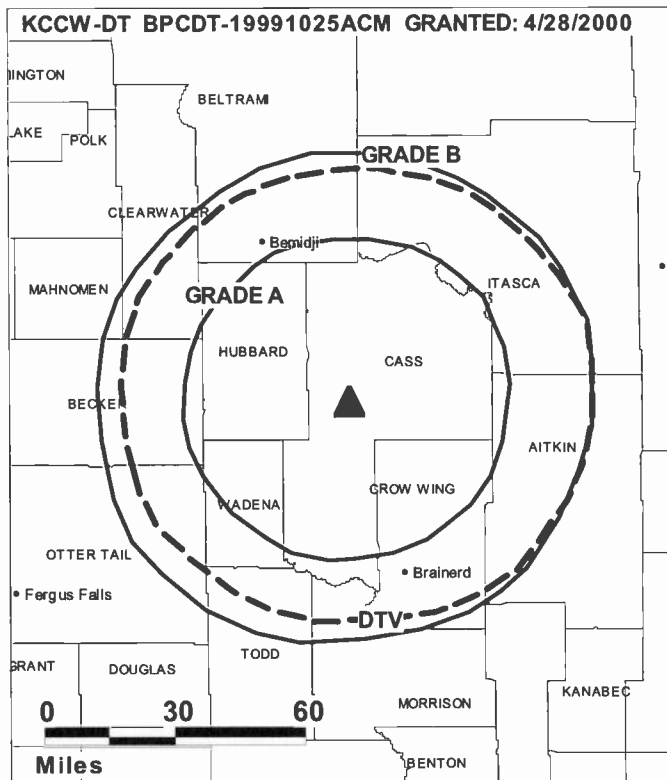 KCCW-DT BPCDT-19991025ACM GRANTED: 4/28/2000
NINGTON
BELTRAMI
LAKE
POLK
GRADE B
CLEARWATER
Bemidji
ITASCA
MAHNOMEN
GRADE A
HUBBARD
CASS
BECKER
AITKIN
WADENA
CROW WING
OTTER TAIL
Brainerd
Fergus Falls
DTV
TODD
GRANT
DOUGLAS
KANABEC
MORRISON
0 30 60
Miles
BENTON